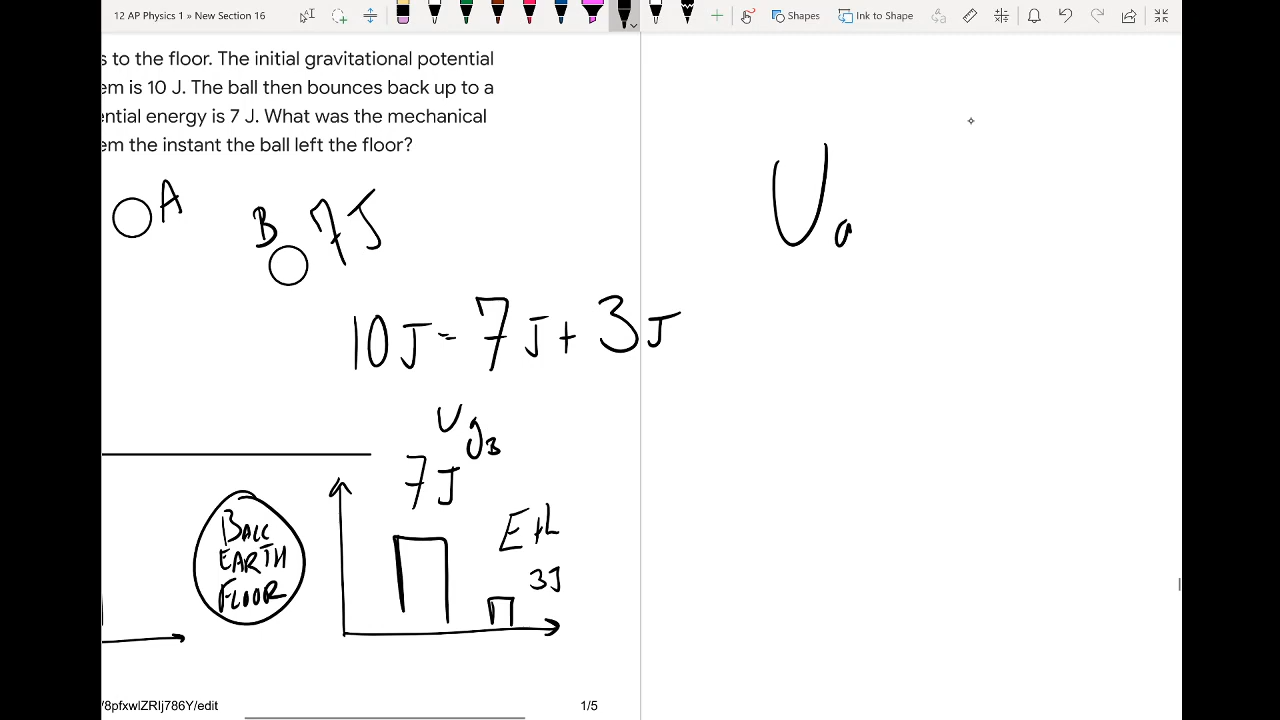 12 AP Physics 1 » New Section 16
Shapes
Ink to Shape
s to the floor. The initial gravitational potential
em is 10 J. The ball then bounces back up to a
ential energy is 7 J. What was the mechanical
em the instant the ball left the floor?
A
B 7J
U
10J = 7J + 3J
UgB
7J
Eth
3J
BALL
EARTH
FLOOR
/8pfxwlZRIj786Y/edit
1/5